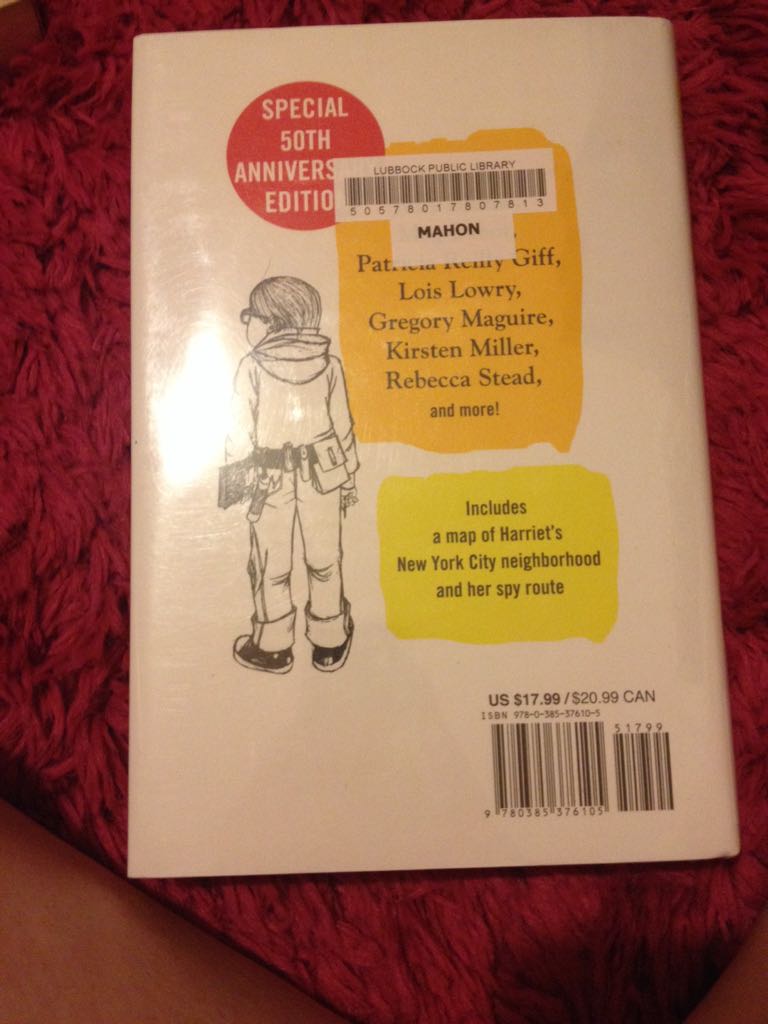 SPECIAL
50TH
ANNIVERS
EDITIO
LUBBOCK PUBLIC LIBRARY
50578017807813
MAHON
Patricia Reilly Giff,
Lois Lowry,
Gregory Maguire,
Kirsten Miller,
Rebecca Stead,
and more!
Includes
a map of Harriet's
New York City neighborhood
and her spy route
US $17.99 / $20.99 CAN
ISBN 978-0-385-37610-5
51799
9 780385 376105